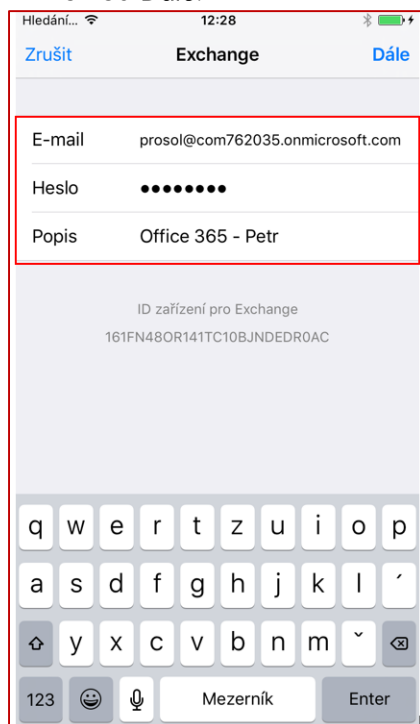 Hledání...
12:28
Zrušit
Exchange
Dále
E-mail
prosol@com762035.onmicrosoft.com
Heslo
●●●●●●●●
Popis
Office 365 - Petr
ID zařízení pro Exchange
161FN48OR141TC10BJNDEDR0AC
q w e r t z u i o p
a s d f g h j k l ´
y x c v b n m ˇ
123
Mezerník
Enter